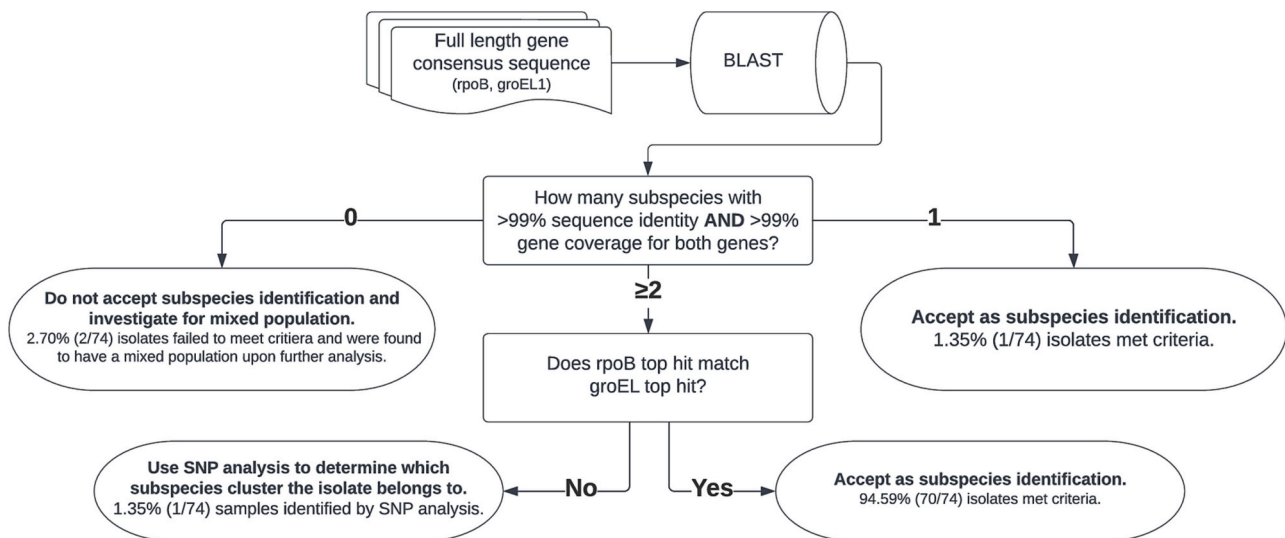 Full length gene
consensus sequence
(rpoB, groEL1)
BLAST
How many subspecies with
>99% sequence identity AND >99%
gene coverage for both genes?
0
1
≥2
Do not accept subspecies identification and
investigate for mixed population.
2.70% (2/74) isolates failed to meet critiera and were found
to have a mixed population upon further analysis.
Accept as subspecies identification.
1.35% (1/74) isolates met criteria.
Does rpoB top hit match
groEL top hit?
No
Yes
Use SNP analysis to determine which
subspecies cluster the isolate belongs to.
1.35% (1/74) samples identified by SNP analysis.
Accept as subspecies identification.
94.59% (70/74) isolates met criteria.